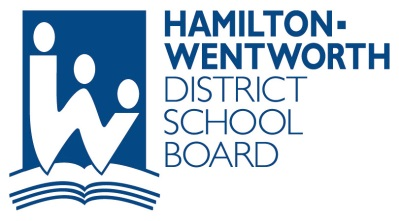 HAMILTON-
WENTWORTH
DISTRICT
SCHOOL
BOARD